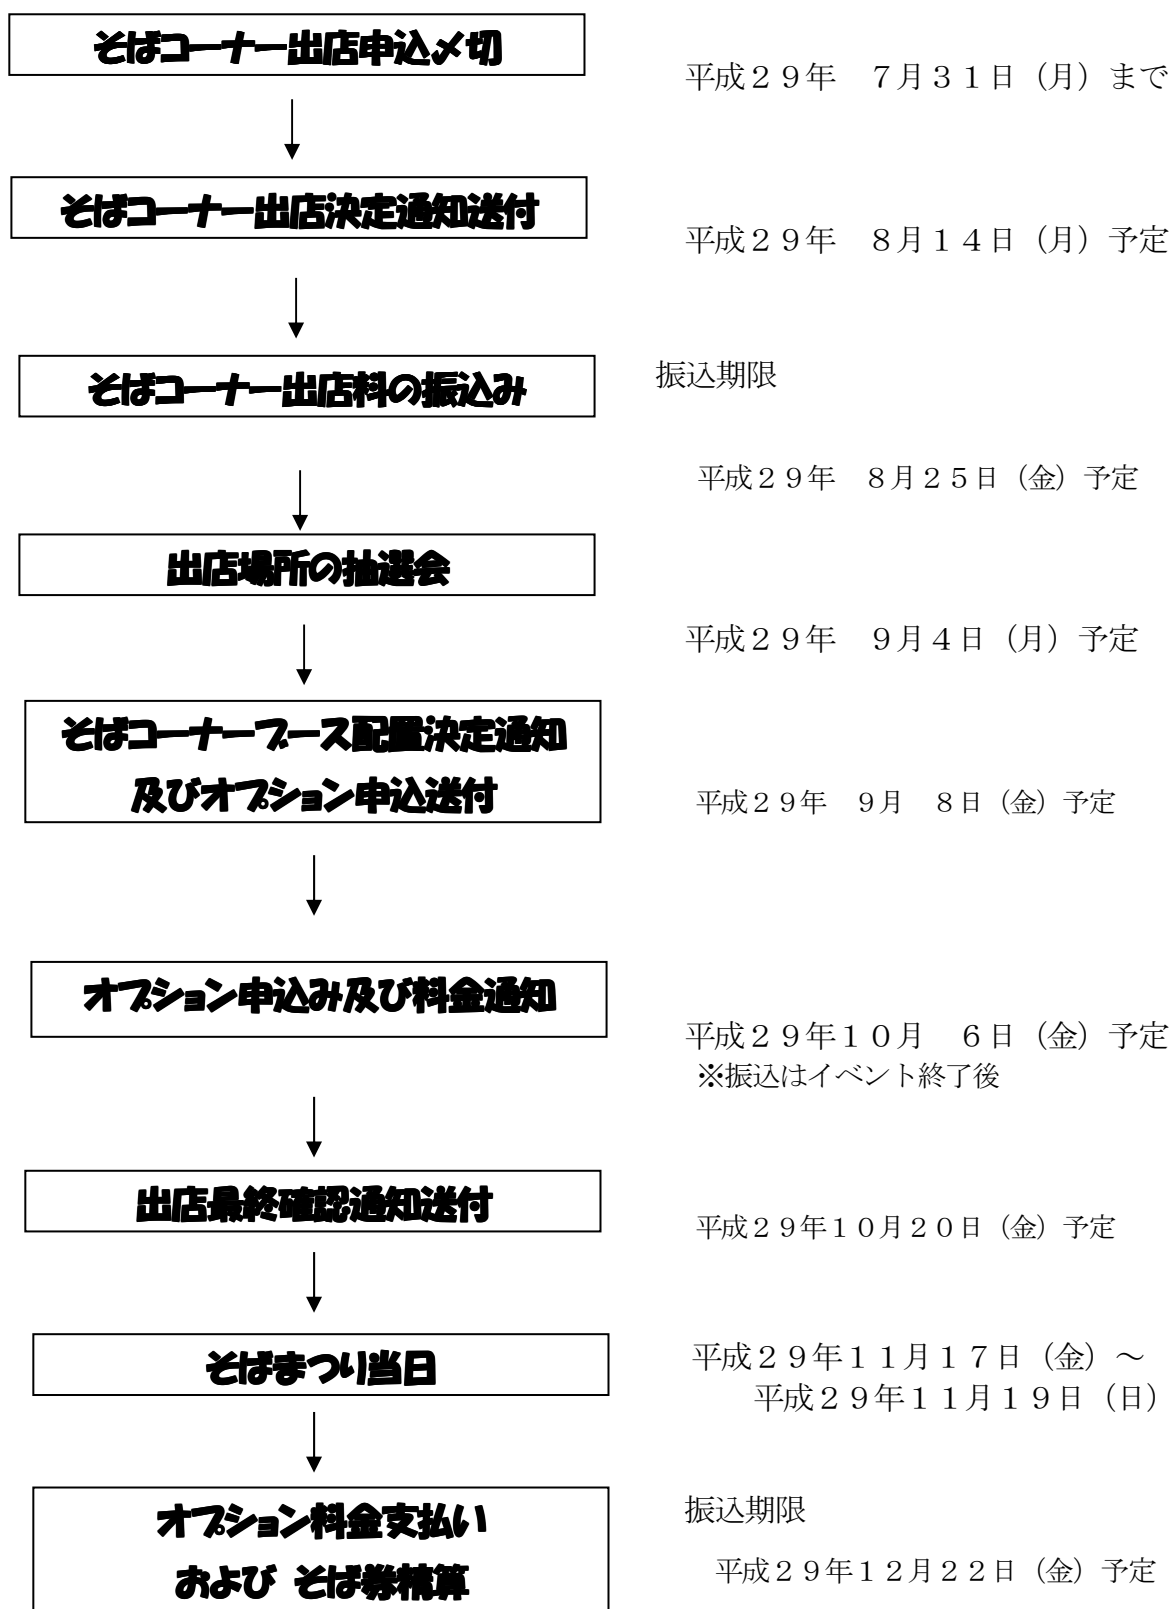 そばコーナー出店申込〆切
平成２９年　７月３１日（月）まで
そばコーナー出店決定通知送付
平成２９年　８月１４日（月）予定
そばコーナー出店料の振込み
振込期限
平成２９年　８月２５日（金）予定
出店場所の抽選会
平成２９年　９月４日（月）予定
そばコーナーブース配置決定通知
及びオプション申込送付
平成２９年　９月　８日（金）予定
オプション申込み及び料金通知
平成２９年１０月　６日（金）予定
※振込はイベント終了後
出店最終確認通知送付
平成２９年１０月２０日（金）予定
そばまつり当日
平成２９年１１月１７日（金）～
平成２９年１１月１９日（日）
オプション料金支払い
および そば券精算
振込期限
平成２９年１２月２２日（金）予定